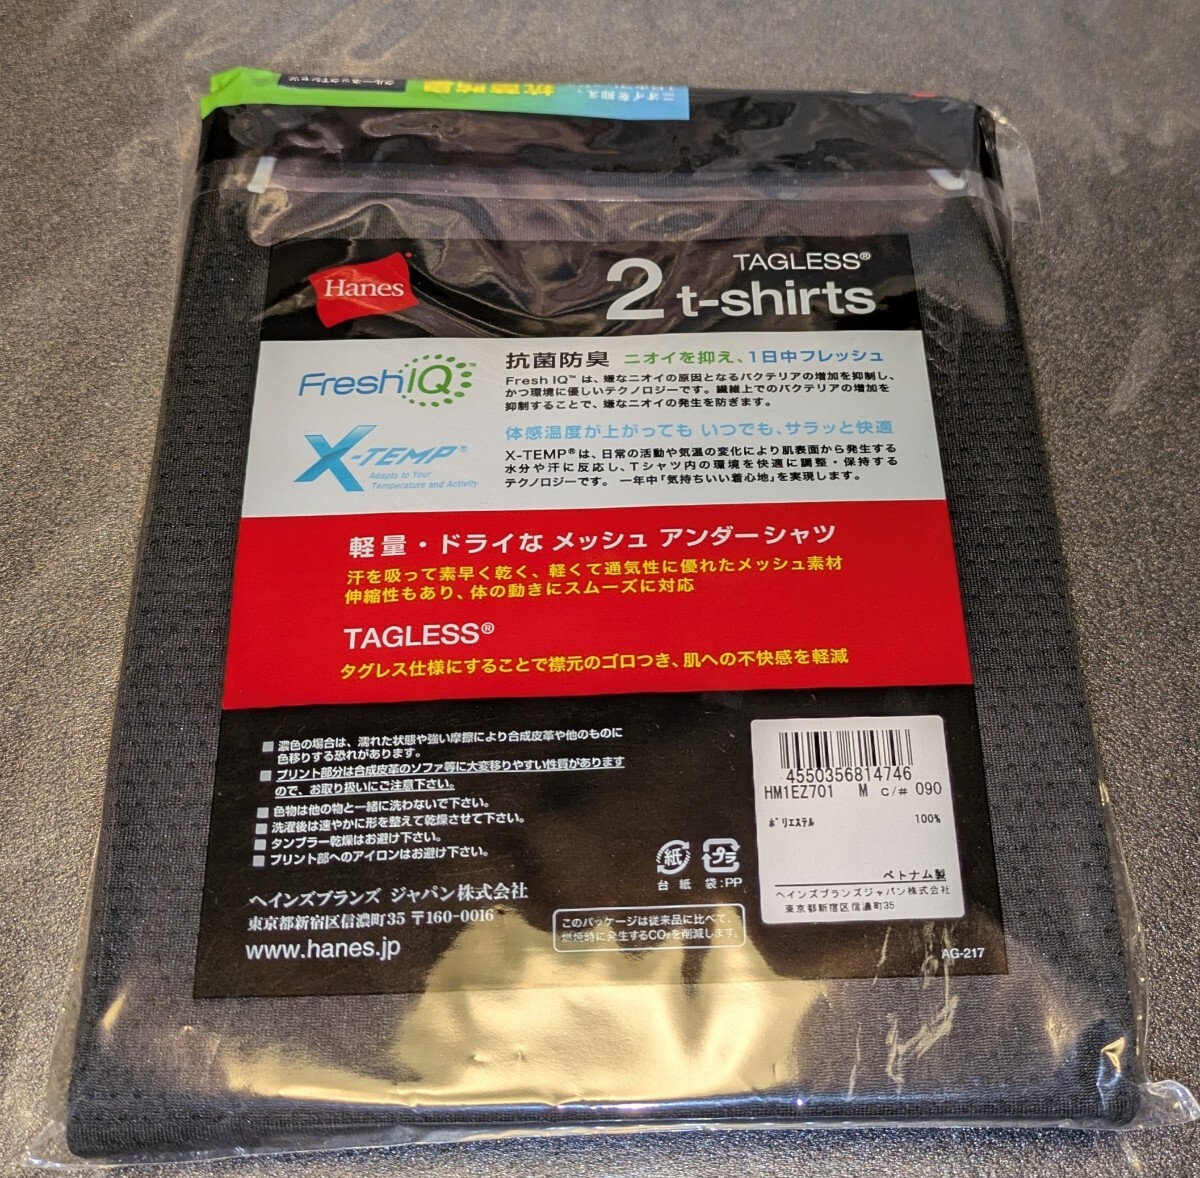 クルーネックTシャツ
抗菌防臭
ニオイを抑え、
Hanes
2 TAGLESS®
t-shirts
FreshIQ™
抗菌防臭 ニオイを抑え、1日中フレッシュ
Fresh IQ™ は、嫌なニオイの原因となるバクテリアの増加を抑制し、
かつ環境に優しいテクノロジーです。繊維上でのバクテリアの増加を
抑制することで、嫌なニオイの発生を防ぎます。
X-TEMP®
Adapts to Your
Temperature and Activity
体感温度が上がっても いつでも、サラッと快適
X-TEMP®は、日常の活動や気温の変化により肌表面から発生する
水分や汗に反応し、Tシャツ内の環境を快適に調整・保持する
テクノロジーです。 一年中「気持ちいい着心地」を実現します。
軽量・ドライな メッシュ アンダーシャツ
汗を吸って素早く乾く、軽くて通気性に優れたメッシュ素材
伸縮性もあり、体の動きにスムーズに対応
TAGLESS®
タグレス仕様にすることで襟元のゴロつき、肌への不快感を軽減
■ 濃色の場合は、濡れた状態や強い摩擦により合成皮革や他のものに
色移りする恐れがあります。
■ プリント部分は合成皮革のソファ等に大変移りやすい性質があります
ので、お取り扱いにご注意下さい。
■ 色物は他の物と一緒に洗わないで下さい。
■ 洗濯後は速やかに形を整えて乾燥させて下さい。
■ タンブラー乾燥はお避け下さい。
■ プリント部へのアイロンはお避け下さい。
ヘインズブランズ ジャパン株式会社
東京都新宿区信濃町35 〒160-0016
www.hanes.jp
紙
台 紙
プラ
袋:PP
このパッケージは従来品に比べて、
燃焼時に発生するCO₂を削減します。
4550356814746
HM1EZ701 M C/# 090
ポリエステル 100%
ベトナム製
ヘインズブランズジャパン株式会社
東京都新宿区信濃町35
AG-217